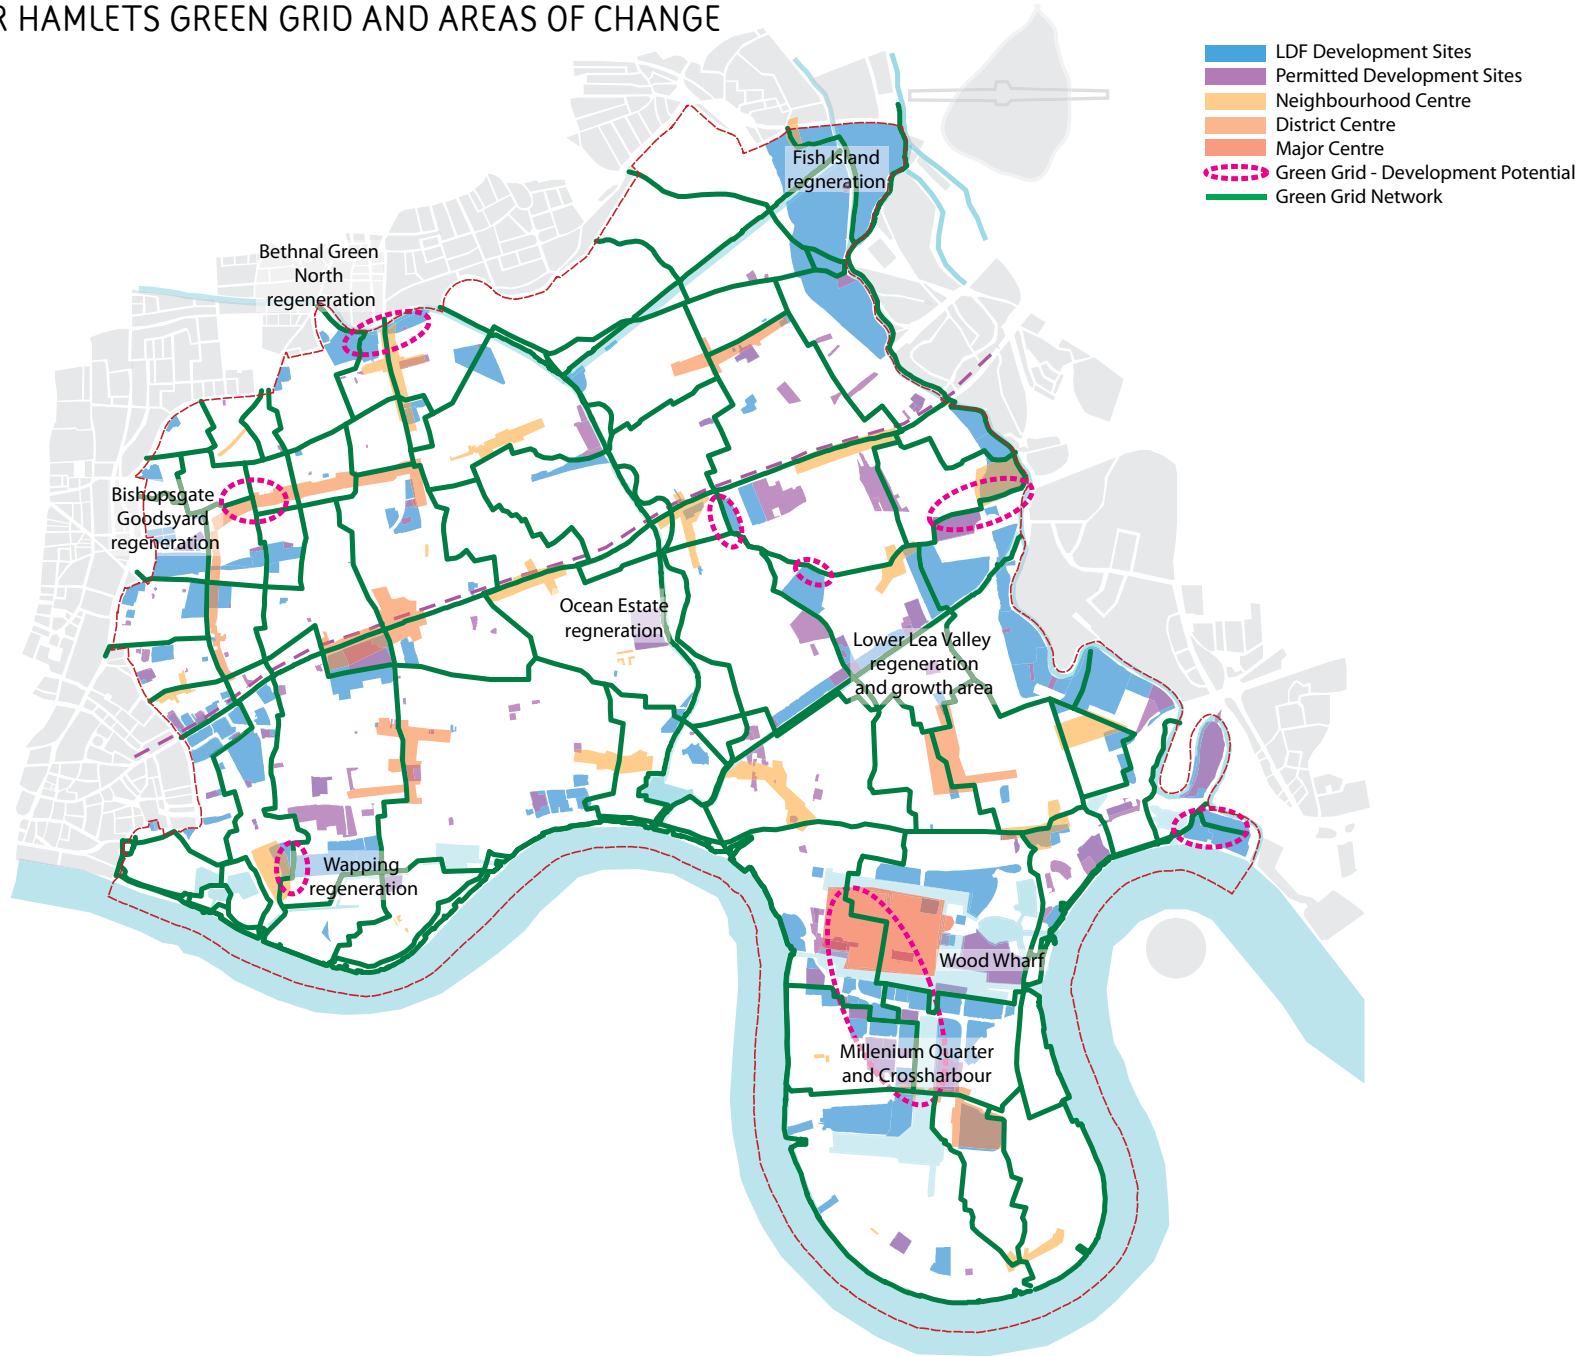 R HAMLETS GREEN GRID AND AREAS OF CHANGE
LDF Development Sites
Permitted Development Sites
Neighbourhood Centre
District Centre
Major Centre
Green Grid - Development Potential
Green Grid Network
Fish Island
regneration
Bethnal Green
North
regeneration
Bishopsgate
Goodsyard
regeneration
Ocean Estate
regneration
Lower Lea Valley
regeneration
and growth area
Wapping
regeneration
Wood Wharf
Millenium Quarter
and Crossharbour